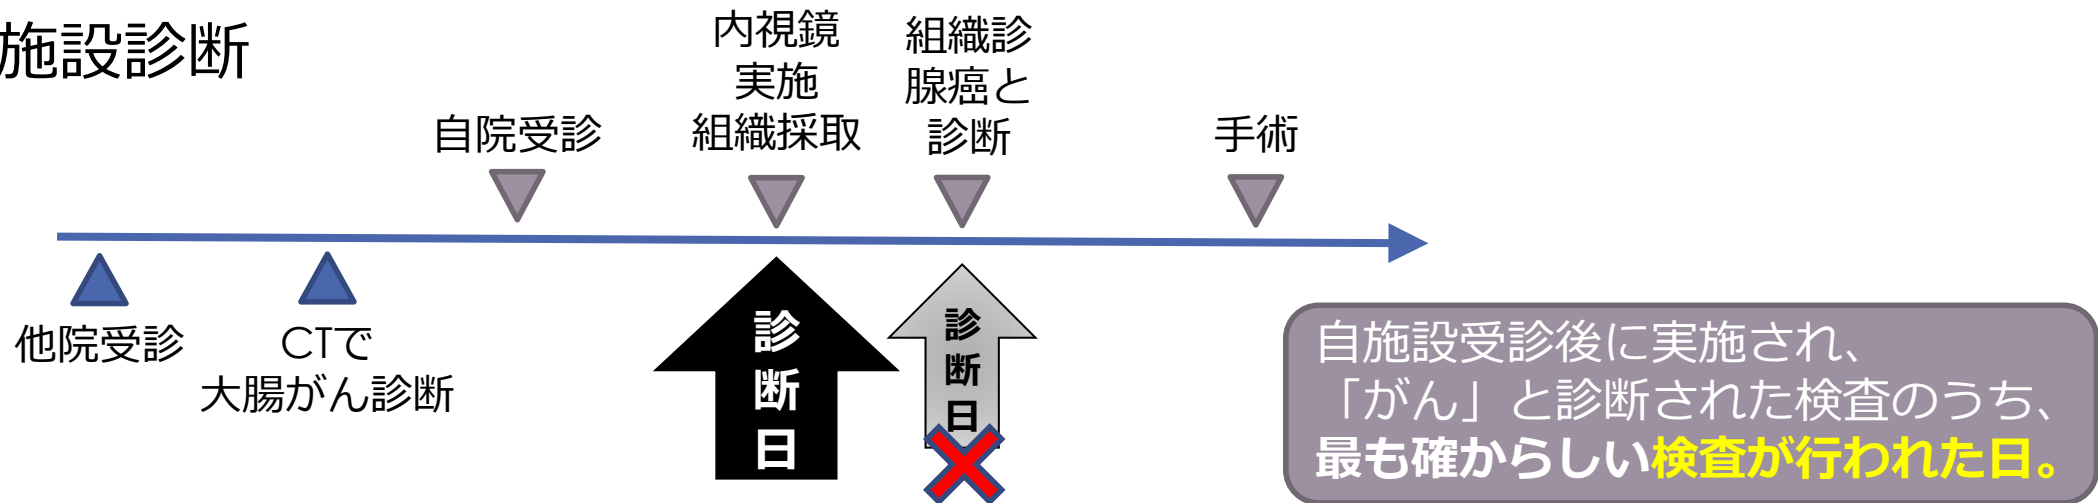 施設診断
内視鏡
実施
組織採取
組織診
腺癌と
診断
自院受診
手術
他院受診
CTで
大腸がん診断
診
断
日
診
断
日
自施設受診後に実施され、
「がん」と診断された検査のうち、
最も確からしい検査が行われた日。